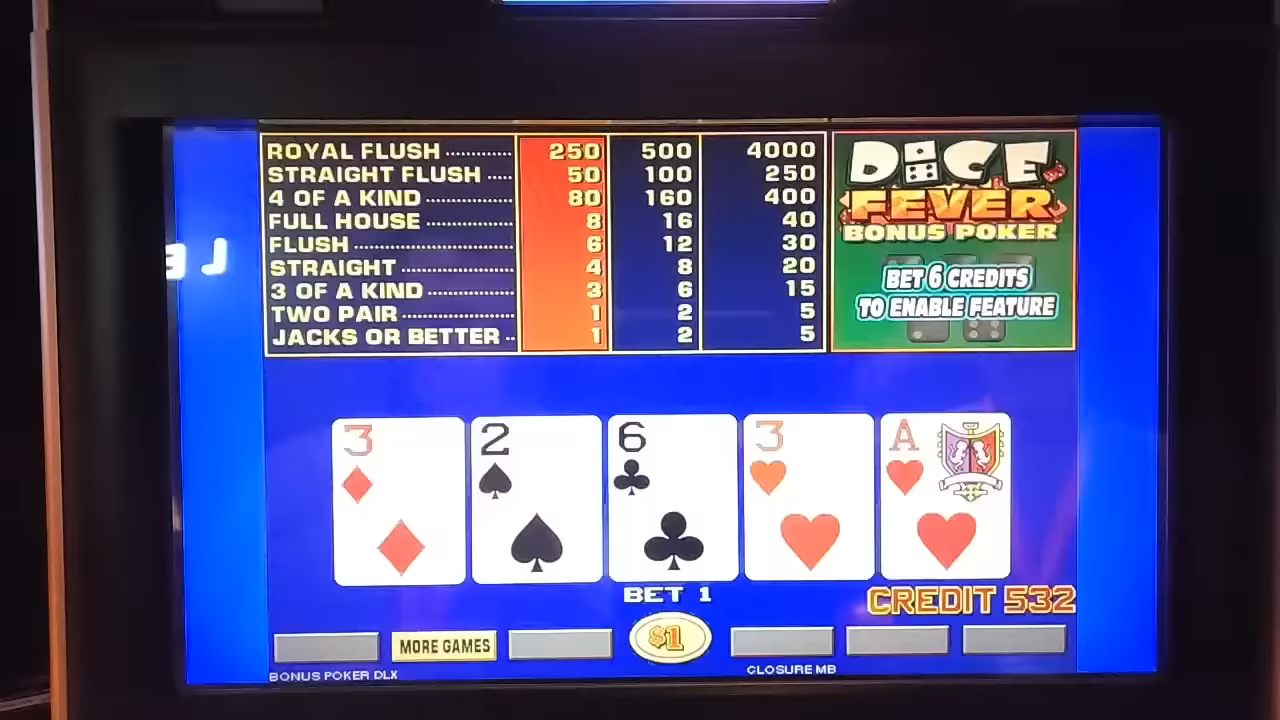 ROYAL FLUSH ............ 250 500 4000
STRAIGHT FLUSH ..... 50 100 250
4 OF A KIND ............... 80 160 400
FULL HOUSE ............... 8 16 40
FLUSH ........................... 6 12 30
STRAIGHT .................... 4 8 20
3 OF A KIND ............... 3 6 15
TWO PAIR .................... 1 2 5
JACKS OR BETTER .. 1 2 5
DICE
FEVER
BONUS POKER
BET 6 CREDITS
TO ENABLE FEATURE
3 2 6 3 A
BET 1
CREDIT 532
MORE GAMES
$1
BONUS POKER DLX
CLOSURE MB